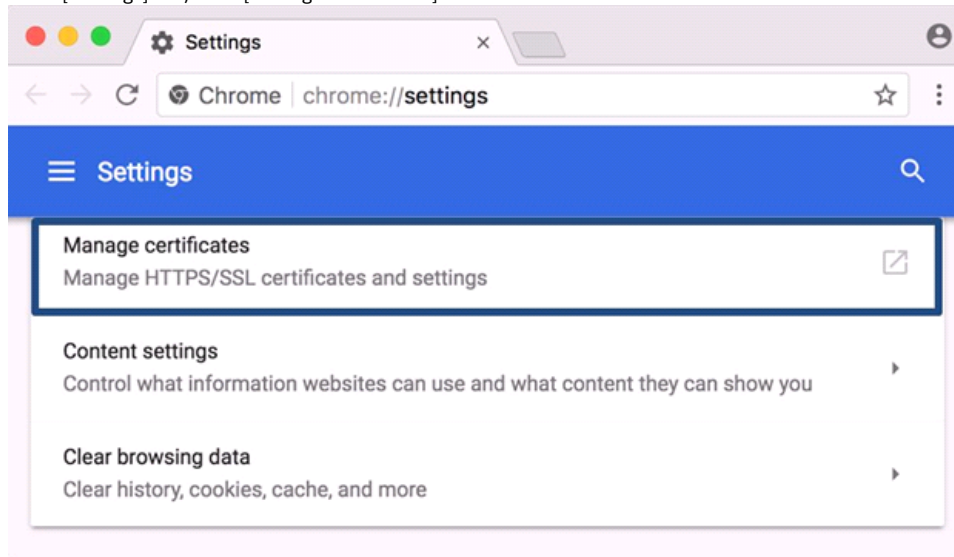 Settings
Chrome chrome://settings
Settings
Manage certificates
Manage HTTPS/SSL certificates and settings
Content settings
Control what information websites can use and what content they can show you
Clear browsing data
Clear history, cookies, cache, and more